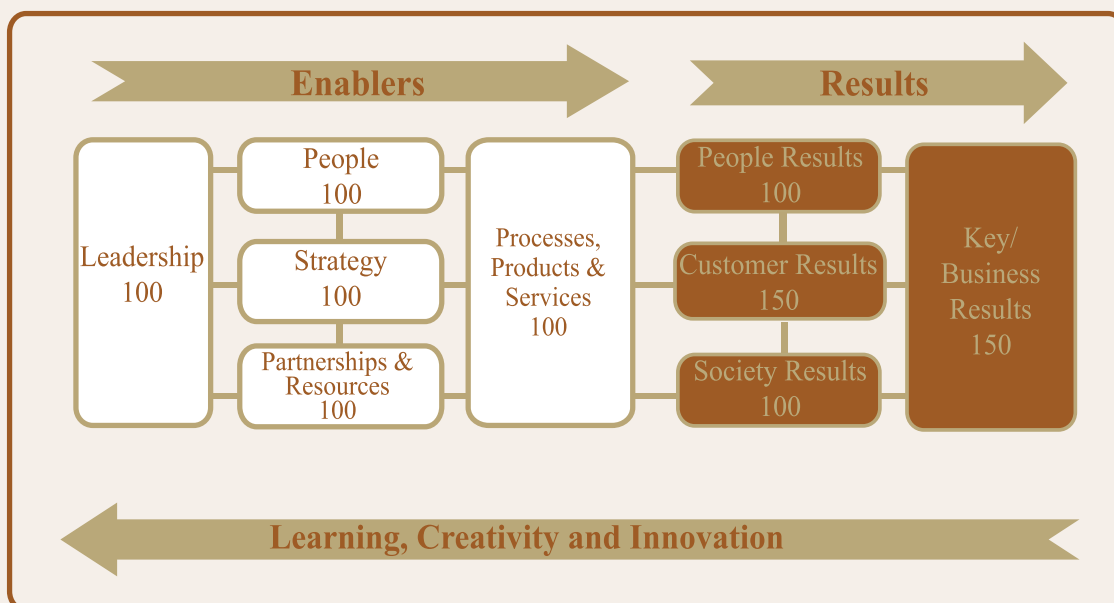 Enablers
Results
Leadership
100
People
100
Strategy
100
Partnerships &
Resources
100
Processes,
Products &
Services
100
People Results
100
Customer Results
150
Society Results
100
Key/
Business
Results
150
Learning, Creativity and Innovation